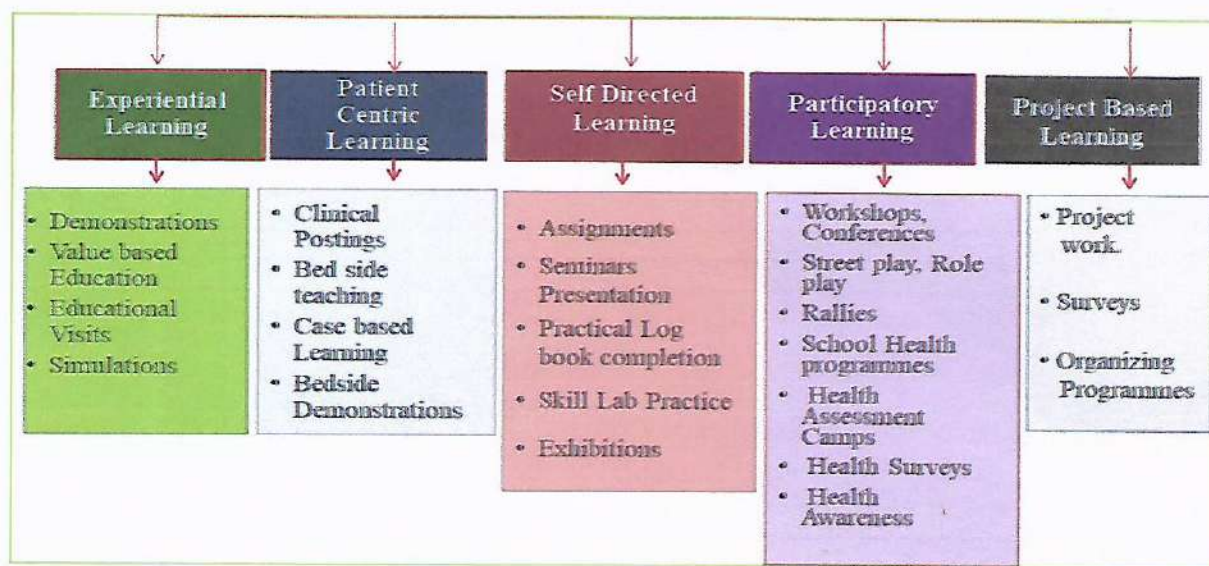 Experiential
Learning
Patient
Centric
Learning
Self Directed
Learning
Participatory
Learning
Project Based
Learning
• Demonstrations
• Value based
Education
• Educational
Visits
• Simulations
• Clinical
Postings
• Bed side
teaching
• Case based
Learning
• Bedside
Demonstrations
• Assignments
• Seminars
Presentation
• Practical Log
book completion
• Skill Lab Practice
• Exhibitions
• Workshops,
Conferences
• Street play, Role
play
• Rallies
• School Health
programmes
• Health
Assessment
Camps
• Health Surveys
• Health
Awareness
• Project
work.
• Surveys
• Organizing
Programmes